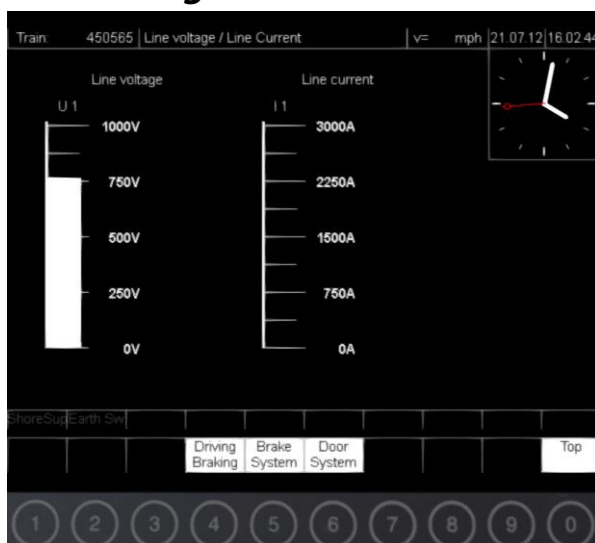 Train: 450565 Line voltage / Line Current v= mph 21.07.12 16.02.44
Line voltage Line current
U 1 I 1
1000V 3000A
750V 2250A
500V 1500A
250V 750A
0V 0A
ShoreSup Earth Sw
Driving Braking Brake System Door System Top
1 2 3 4 5 6 7 8 9 0